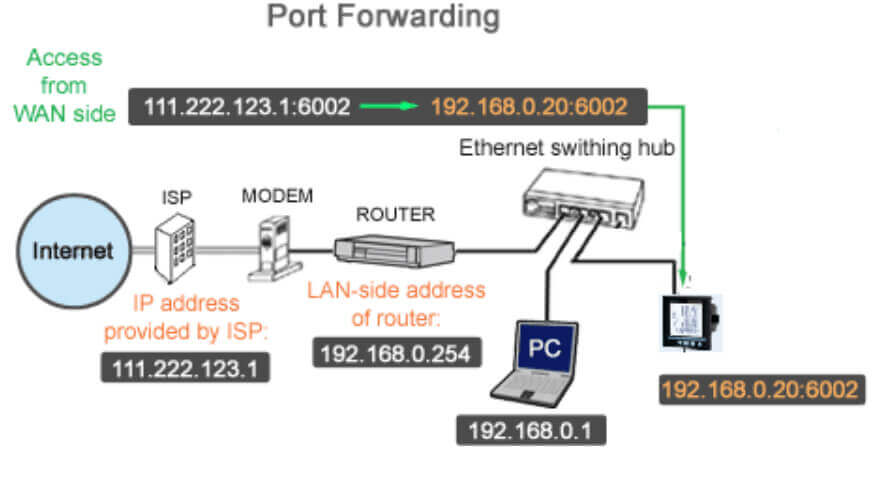 Port Forwarding
Access
from
WAN side
111.222.123.1:6002 192.168.0.20:6002
Ethernet swithing hub
ISP
MODEM
ROUTER
Internet
IP address
provided by ISP:
111.222.123.1
LAN-side address
of router:
192.168.0.254
PC
192.168.0.1
192.168.0.20:6002